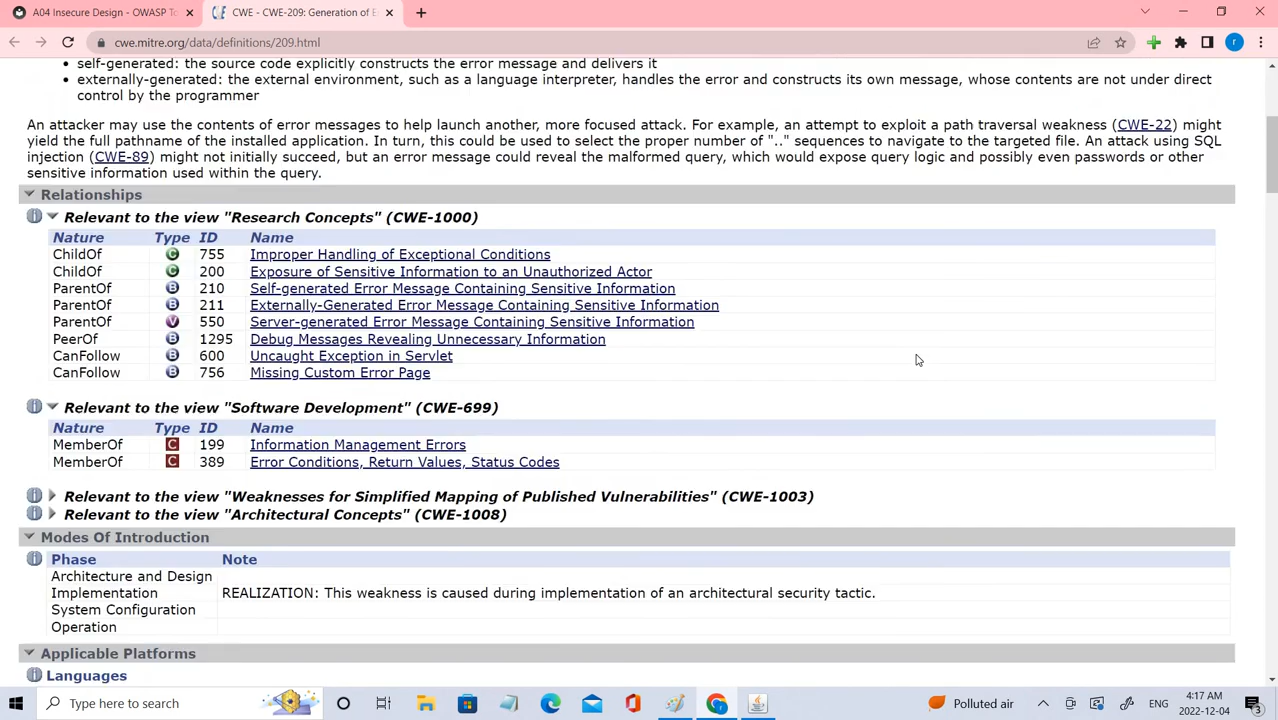 A04 Insecure Design - OWASP To
CWE - CWE-209: Generation of E
cwe.mitre.org/data/definitions/209.html
r
self-generated: the source code explicitly constructs the error message and delivers it
externally-generated: the external environment, such as a language interpreter, handles the error and constructs its own message, whose contents are not under direct
control by the programmer
An attacker may use the contents of error messages to help launch another, more focused attack. For example, an attempt to exploit a path traversal weakness (CWE-22) might
yield the full pathname of the installed application. In turn, this could be used to select the proper number of ".." sequences to navigate to the targeted file. An attack using SQL
injection (CWE-89) might not initially succeed, but an error message could reveal the malformed query, which would expose query logic and possibly even passwords or other
sensitive information used within the query.
Relationships
Relevant to the view "Research Concepts" (CWE-1000)
Nature Type ID Name
ChildOf C 755 Improper Handling of Exceptional Conditions
ChildOf C 200 Exposure of Sensitive Information to an Unauthorized Actor
ParentOf B 210 Self-generated Error Message Containing Sensitive Information
ParentOf B 211 Externally-Generated Error Message Containing Sensitive Information
ParentOf V 550 Server-generated Error Message Containing Sensitive Information
PeerOf B 1295 Debug Messages Revealing Unnecessary Information
CanFollow B 600 Uncaught Exception in Servlet
CanFollow B 756 Missing Custom Error Page
Relevant to the view "Software Development" (CWE-699)
Nature Type ID Name
MemberOf C 199 Information Management Errors
MemberOf C 389 Error Conditions, Return Values, Status Codes
Relevant to the view "Weaknesses for Simplified Mapping of Published Vulnerabilities" (CWE-1003)
Relevant to the view "Architectural Concepts" (CWE-1008)
Modes Of Introduction
Phase Note
Architecture and Design
Implementation REALIZATION: This weakness is caused during implementation of an architectural security tactic.
System Configuration
Operation
Applicable Platforms
Languages
Type here to search
Polluted air
ENG
4:17 AM
2022-12-04
3